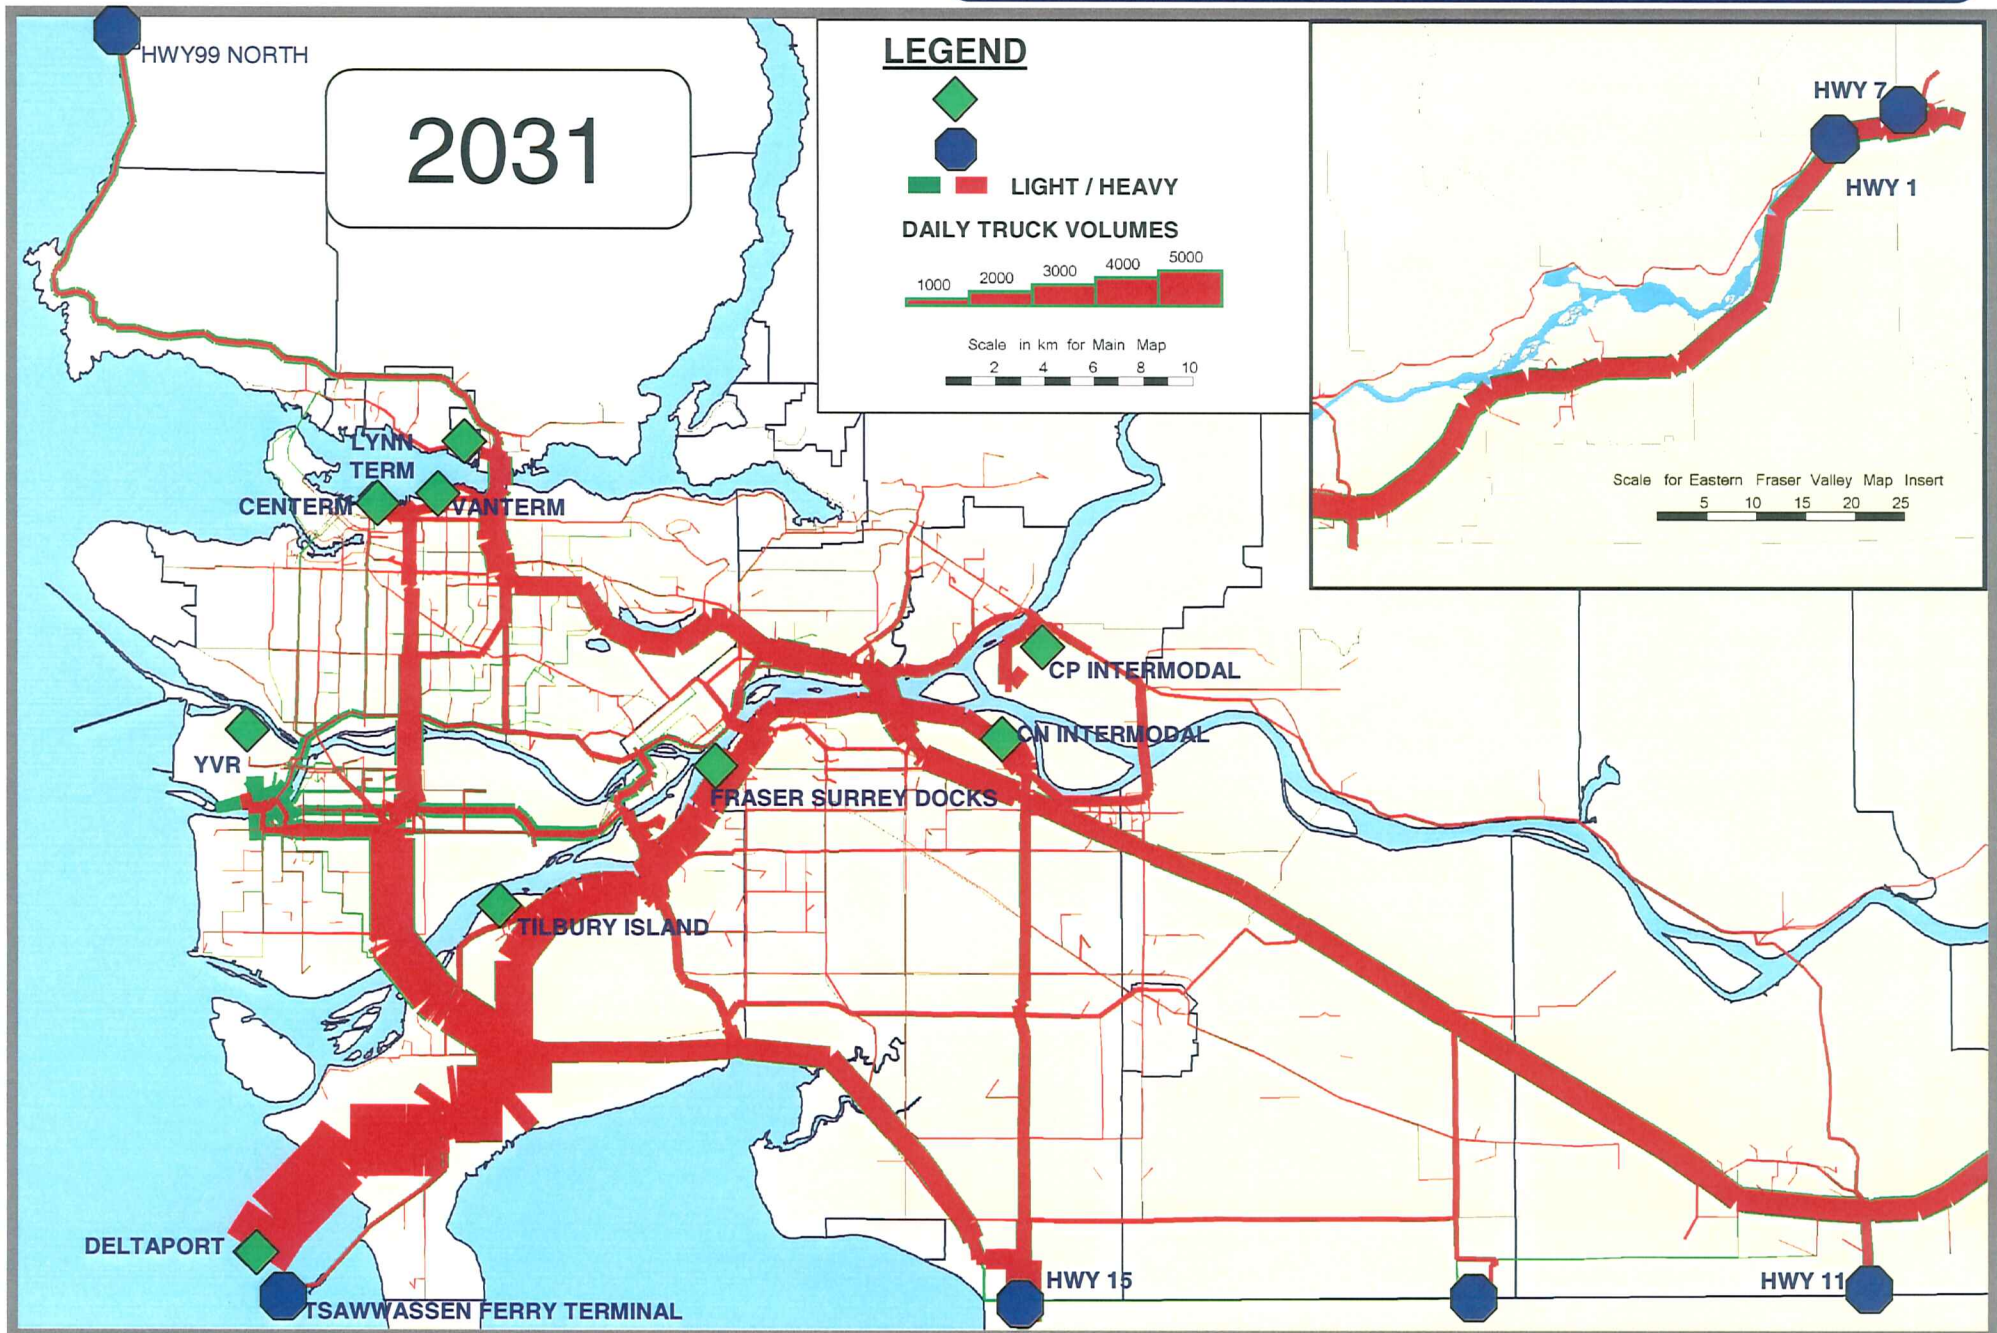 HWY99 NORTH
2031
LEGEND
LIGHT / HEAVY
DAILY TRUCK VOLUMES
1000 2000 3000 4000 5000
Scale in km for Main Map
2 4 6 8 10
HWY 7
HWY 1
Scale for Eastern Fraser Valley Map Insert
5 10 15 20 25
LYNN
TERM
CENTERM
VANTERM
CP INTERMODAL
CN INTERMODAL
YVR
FRASER SURREY DOCKS
TILBURY ISLAND
DELTAPORT
TSAWWASSEN FERRY TERMINAL
HWY 15
HWY 11